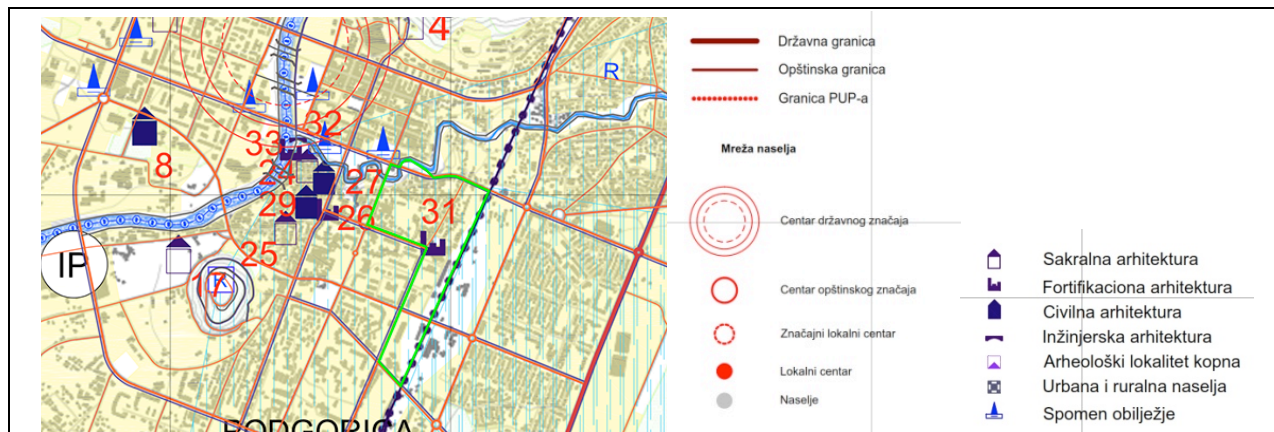 4
R
32
33
8
24
27
29
26
31
25
IP
17
R
PODGORICA
Državna granica
Opštinska granica
Granica PUP-a
Mreža naselja
Centar državnog značaja
Centar opštinskog značaja
Značajni lokalni centar
Lokalni centar
Naselje
Sakralna arhitektura
Fortifikaciona arhitektura
Civilna arhitektura
Inžinjerska arhitektura
Arheološki lokalitet kopna
Urbana i ruralna naselja
Spomen obilježje